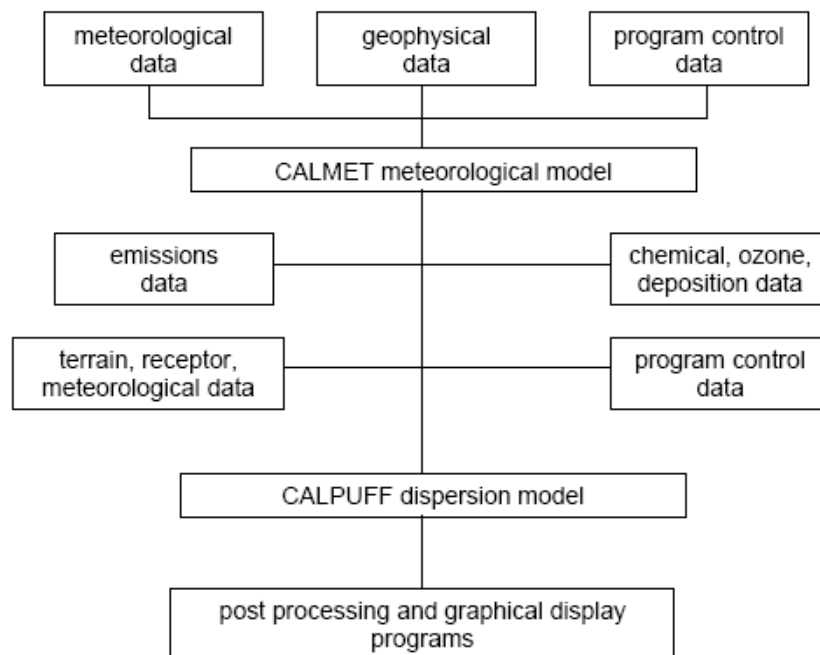 meteorological
data
geophysical
data
program control
data
CALMET meteorological model
emissions
data
chemical, ozone,
deposition data
terrain, receptor,
meteorological data
program control
data
CALPUFF dispersion model
post processing and graphical display
programs